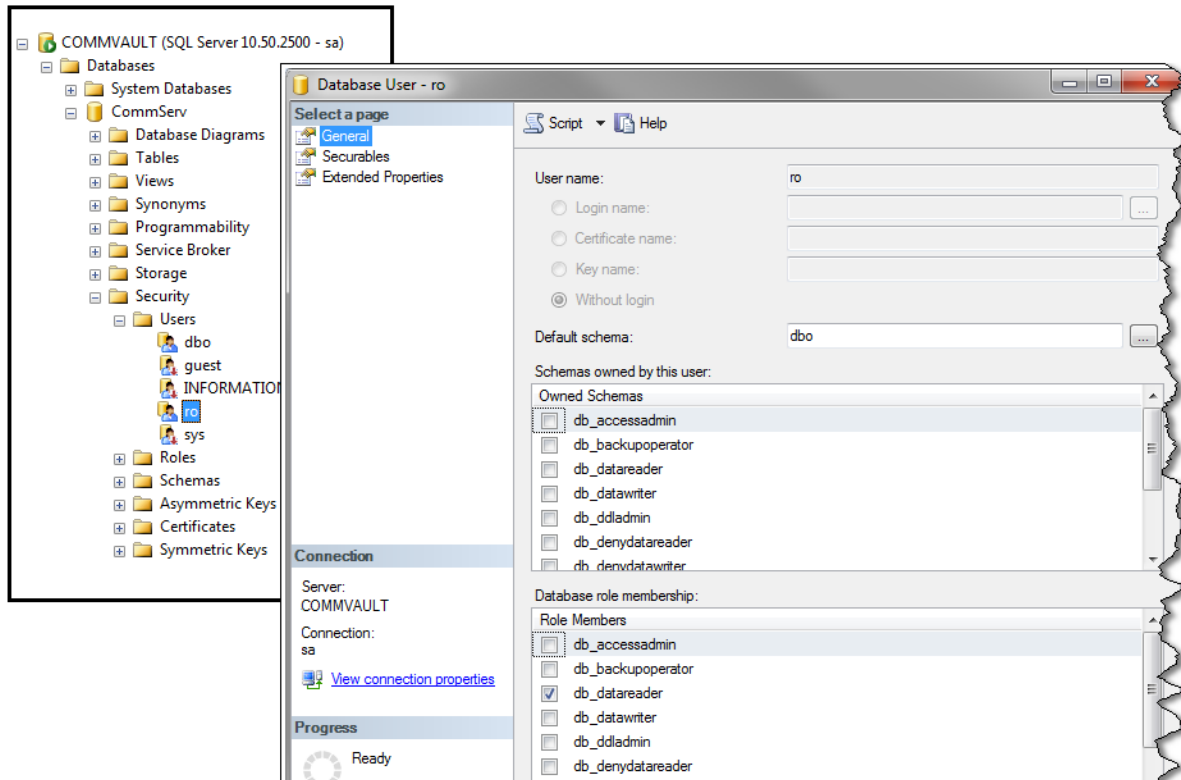 COMMVAULT (SQL Server 10.50.2500 - sa)
Databases
System Databases
CommServ
Database Diagrams
Tables
Views
Synonyms
Programmability
Service Broker
Storage
Security
Users
dbo
guest
INFORMATION
ro
sys
Roles
Schemas
Asymmetric Keys
Certificates
Symmetric Keys
Database User - ro
Select a page
General
Securables
Extended Properties
Connection
Server:
COMMVAULT
Connection:
sa
View connection properties
Progress
Ready
Script Help
User name: ro
Login name: ...
Certificate name:
Key name:
Without login
Default schema: dbo ...
Schemas owned by this user:
Owned Schemas
db_accessadmin
db_backupoperator
db_datareader
db_datawriter
db_ddladmin
db_denydatareader
db_denydatawriter
Database role membership:
Role Members
db_accessadmin
db_backupoperator
db_datareader
db_datawriter
db_ddladmin
db_denydatareader